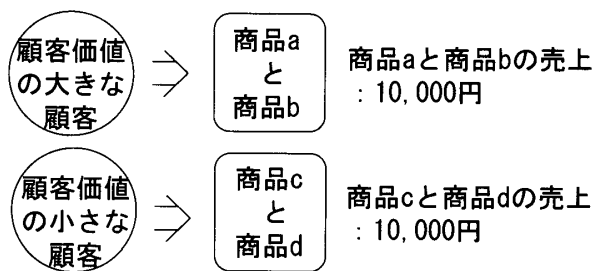 顧客価値
の大きな
顧客
商品a
と
商品b
商品aと商品bの売上
：10,000円
顧客価値
の小さな
顧客
商品c
と
商品d
商品cと商品dの売上
：10,000円